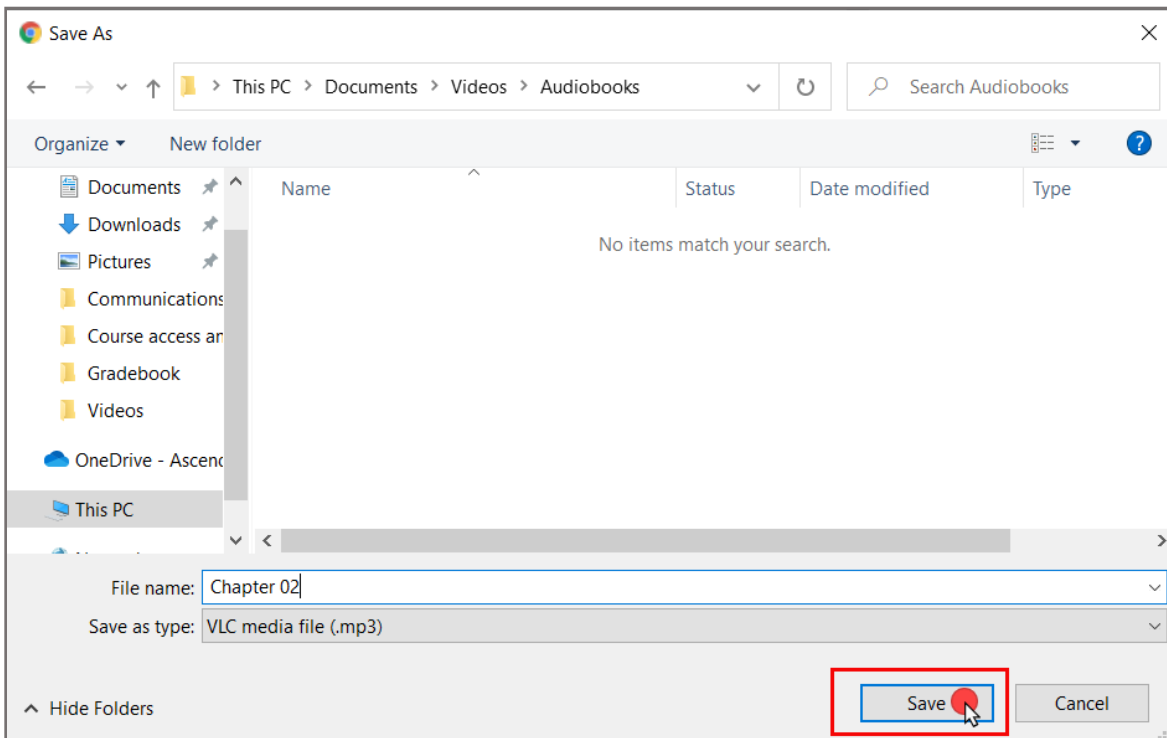 Save As
This PC > Documents > Videos > Audiobooks
Search Audiobooks
Organize
New folder
?
Documents
Downloads
Pictures
Communications
Course access an
Gradebook
Videos
OneDrive - Ascend
This PC
Name
Status
Date modified
Type
No items match your search.
File name: Chapter 02
Save as type: VLC media file (.mp3)
Hide Folders
Save
Cancel